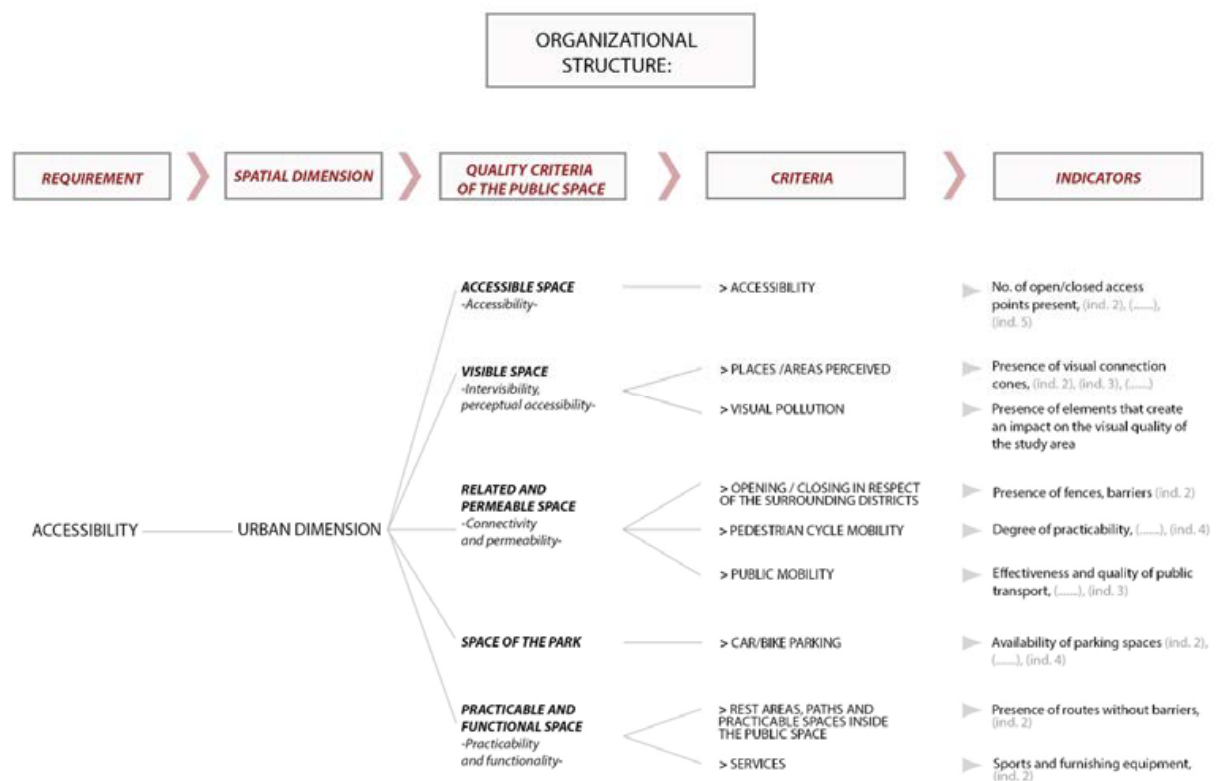 ORGANIZATIONAL
STRUCTURE:
REQUIREMENT
SPATIAL DIMENSION
QUALITY CRITERIA
OF THE PUBLIC SPACE
CRITERIA
INDICATORS
ACCESSIBILITY
URBAN DIMENSION
ACCESSIBLE SPACE
-Accessibility-
> ACCESSIBILITY
No. of open/closed access
points present, (ind. 2), (......),
(ind. 5)
VISIBLE SPACE
-Intervisibility,
perceptual accessibility-
> PLACES /AREAS PERCEIVED
Presence of visual connection
cones, (ind. 2), (ind. 3), (......)
> VISUAL POLLUTION
Presence of elements that create
an impact on the visual quality of
the study area
RELATED AND
PERMEABLE SPACE
-Connectivity
and permeability-
> OPENING / CLOSING IN RESPECT
OF THE SURROUNDING DISTRICTS
Presence of fences, barriers (ind. 2)
> PEDESTRIAN CYCLE MOBILITY
Degree of practicability, (......), (ind. 4)
> PUBLIC MOBILITY
Effectiveness and quality of public
transport, (......), (ind. 3)
SPACE OF THE PARK
> CAR/BIKE PARKING
Availability of parking spaces (ind. 2),
(......), (ind. 4)
PRACTICABLE AND
FUNCTIONAL SPACE
-Practicability
and functionality-
> REST AREAS, PATHS AND
PRACTICABLE SPACES INSIDE
THE PUBLIC SPACE
Presence of routes without barriers,
(ind. 2)
> SERVICES
Sports and furnishing equipment,
(ind. 2)